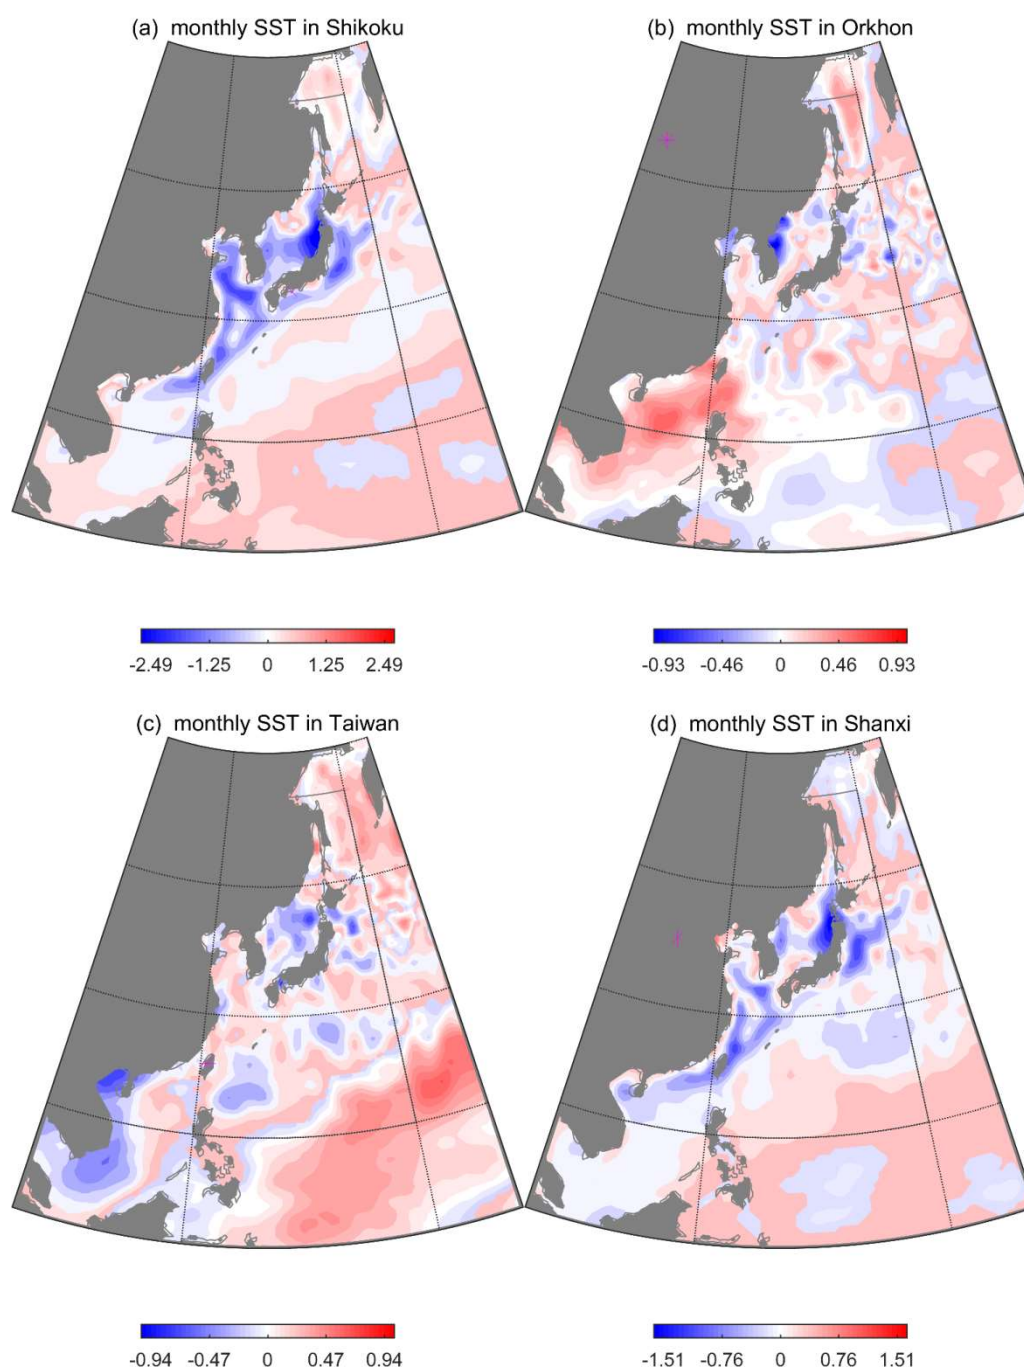 (a) monthly SST in Shikoku
(b) monthly SST in Orkhon
-2.49 -1.25 0 1.25 2.49
-0.93 -0.46 0 0.46 0.93
(c) monthly SST in Taiwan
(d) monthly SST in Shanxi
-0.94 -0.47 0 0.47 0.94
-1.51 -0.76 0 0.76 1.51